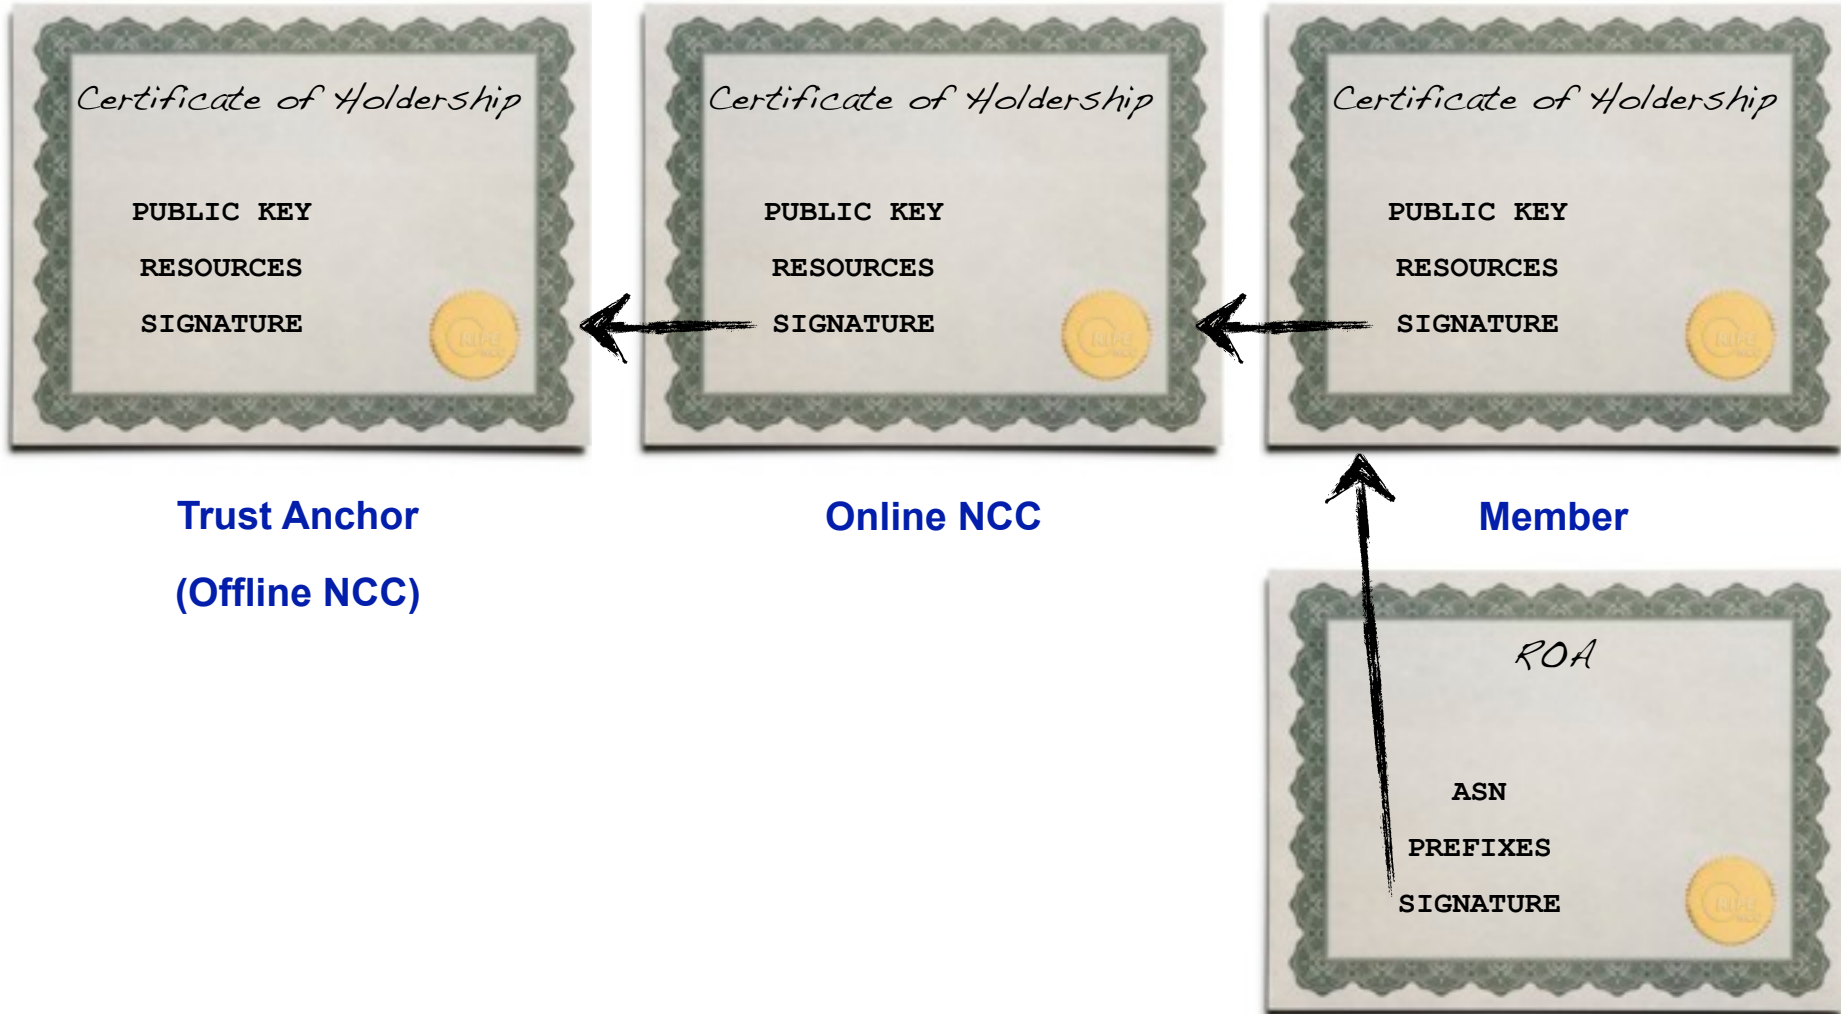 Certificate of Holdership
PUBLIC KEY
RESOURCES
SIGNATURE
Trust Anchor
(Offline NCC)
Certificate of Holdership
PUBLIC KEY
RESOURCES
SIGNATURE
Online NCC
Certificate of Holdership
PUBLIC KEY
RESOURCES
SIGNATURE
Member
ROA
ASN
PREFIXES
SIGNATURE